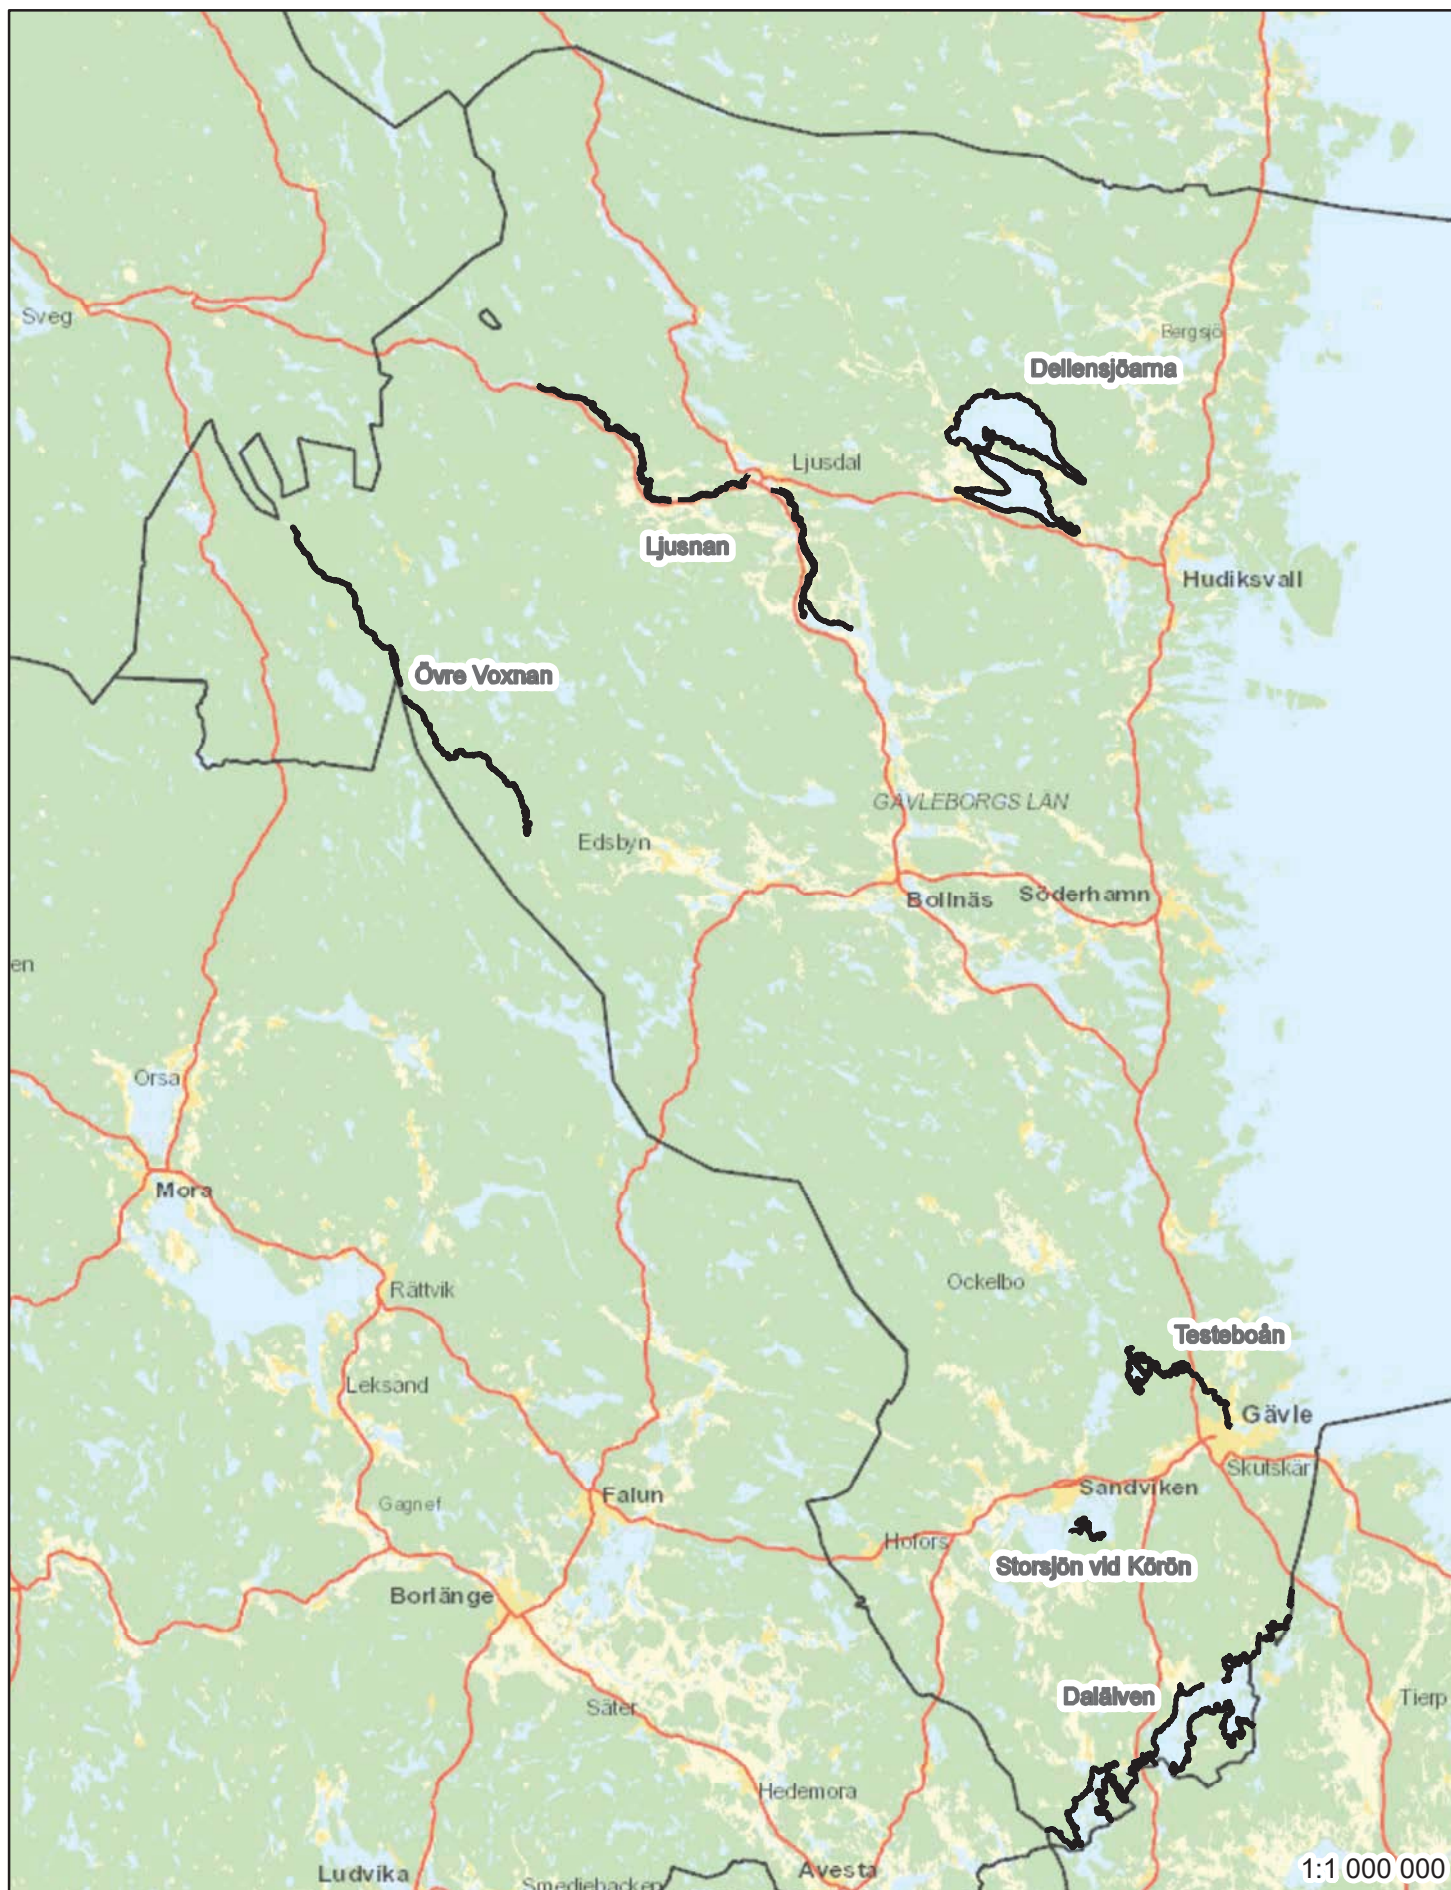 Sveg
Bergsjö
Dellensjöarna
Ljusdal
Ljusnan
Hudiksvall
Övre Voxnan
GÄVLEBORGS LÄN
Edsbyn
Bollnäs
Söderhamn
en
Orsa
Mora
Ockelbo
Rättvik
Testeboån
Leksand
Gävle
Skutskär
Sandviken
Falun
Gagnef
Hofors
Storsjön vid Körön
Borlänge
Dalälven
Tierp
Säter
Hedemora
Avesta
Ludvika
Smedjebacken
1:1 000 000